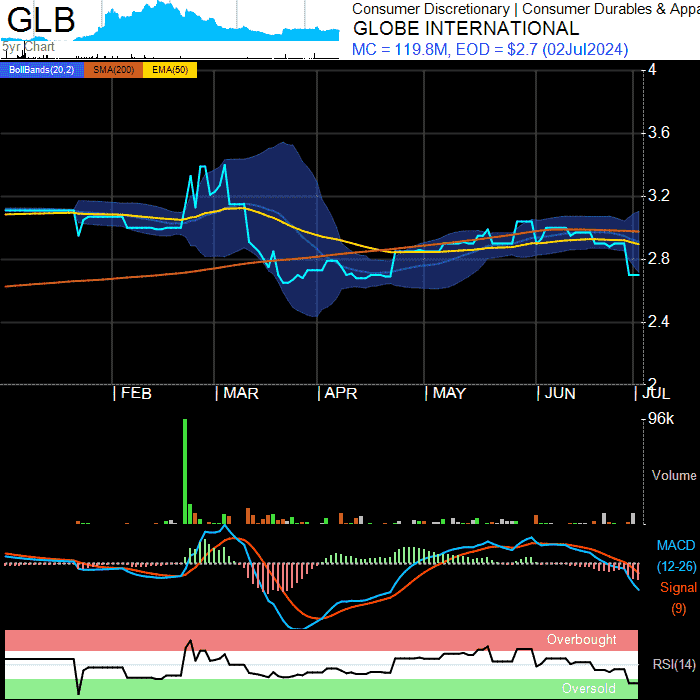 GLB
5yr Chart
Consumer Discretionary | Consumer Durables & Appa
GLOBE INTERNATIONAL
MC = 119.8M, EOD = $2.7 (02Jul2024)
BollBands(20,2) SMA(200) EMA(50)
4
3.6
3.2
2.8
2.4
2
FEB MAR APR MAY JUN JUL
96k
Volume
MACD
(12-26)
Signal
(9)
Overbought
RSI(14)
Oversold